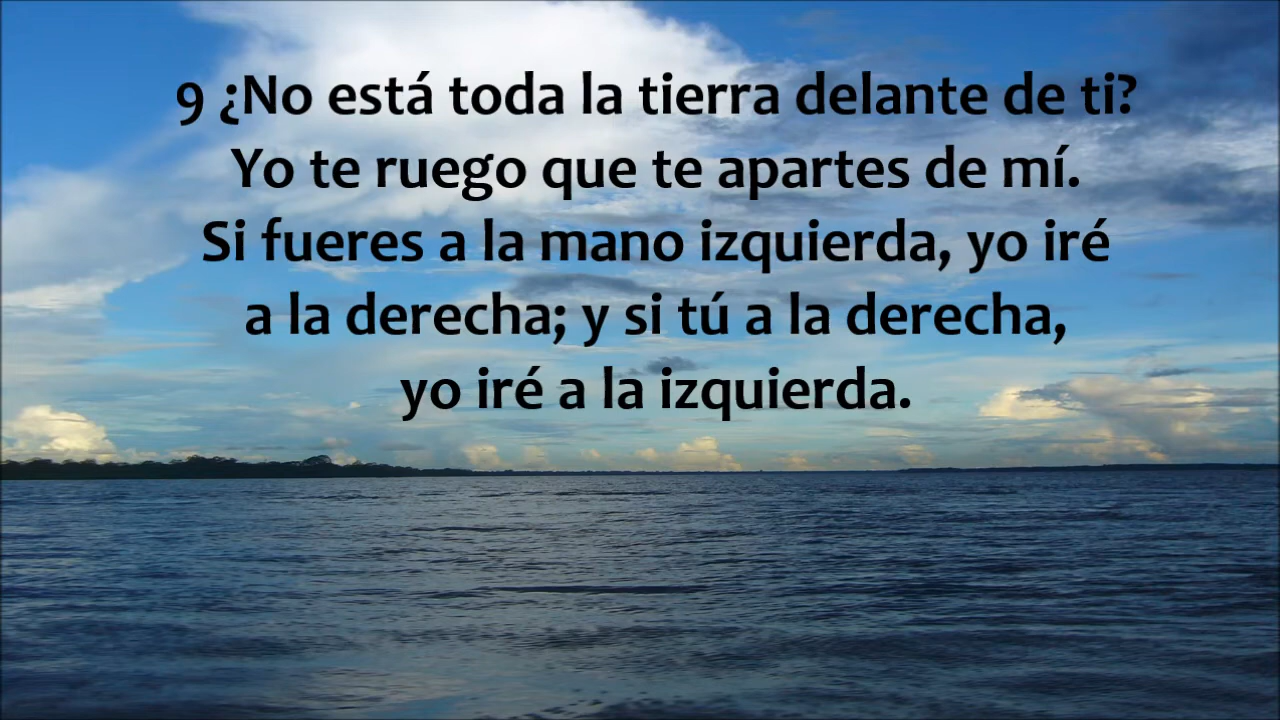 9 ¿No está toda la tierra delante de ti?
Yo te ruego que te apartes de mí.
Si fueres a la mano izquierda, yo iré
a la derecha; y si tú a la derecha,
yo iré a la izquierda.